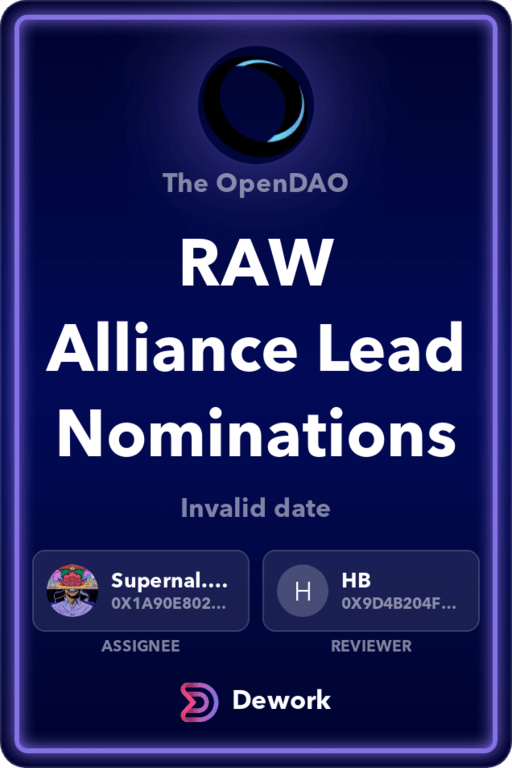 The OpenDAO
RAW
Alliance Lead
Nominations
Invalid date
Supernal.... HB
0X1A90E802... 0X9D4B204F...
H
ASSIGNEE REVIEWER
Dework